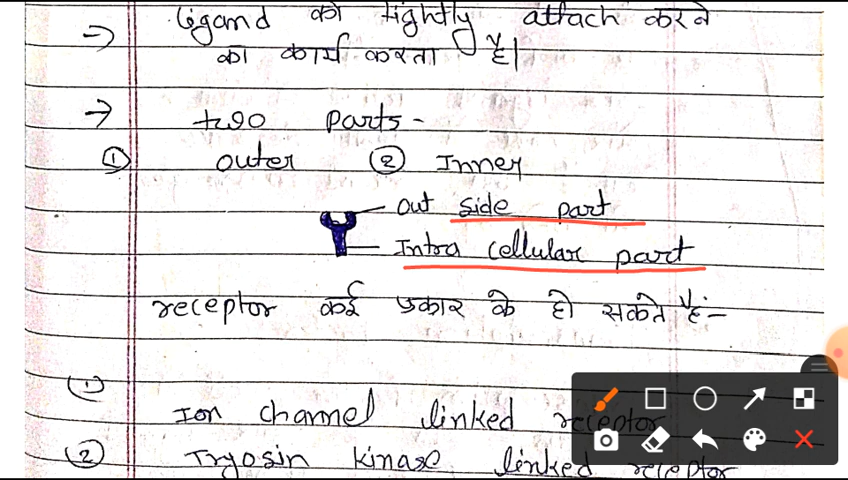 → ligand को tightly attach करने
का कार्य करता है।
→ two parts -
① outer ② Inner
out side part
Intra cellular part
receptor कई प्रकार के हो सकते हैं:-
① Ion channel linked receptor
② Tryosin kinase linked receptor